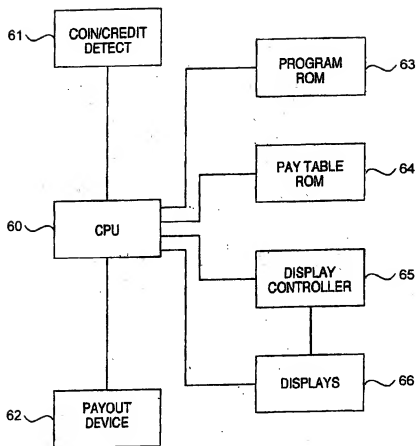 61
COIN/CREDIT
DETECT
PROGRAM
ROM
63
PAY TABLE
ROM
64
60
CPU
DISPLAY
CONTROLLER
65
DISPLAYS
66
62
PAYOUT
DEVICE